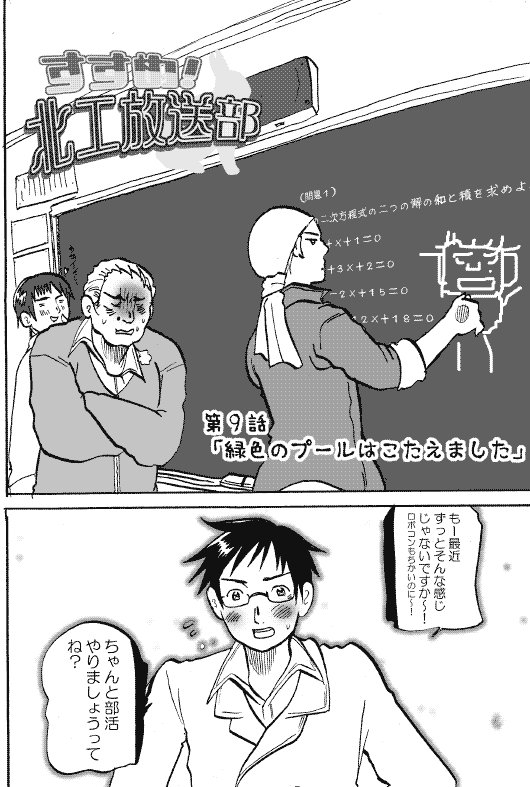 すすめ!
北工放送部
(問題1)
二次方程式の二つの解の和と積を求めよ
+x+1=0
+3x+2=0
-2x+15=0
12x+18=0
第9話
「緑色のプールはこたえました」
もー最近
ずっとそんな感じ
じゃないですか〜!
ロボコンもちかいのに〜!
ちゃんと部活
やりましょうって
ね?